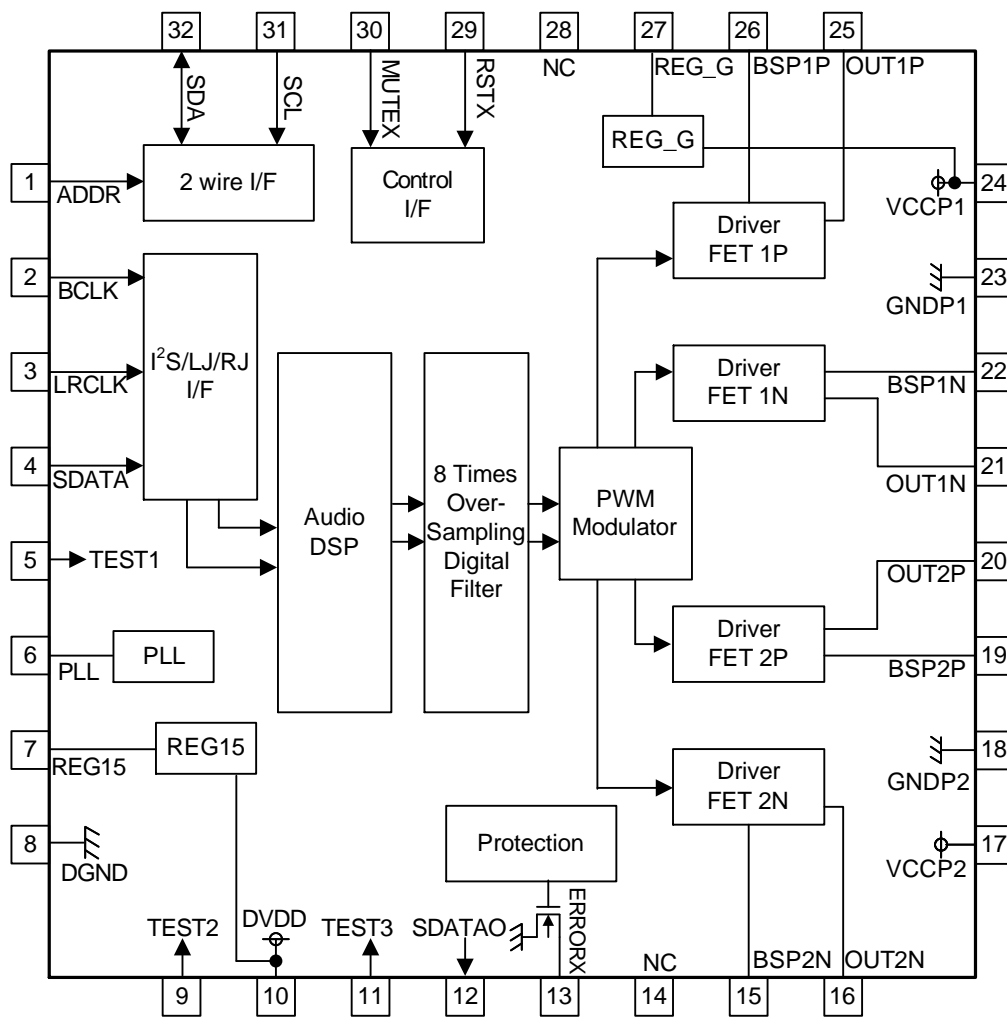 32
31
30
29
28
27
26
25
SDA
SCL
MUTEX
RSTX
NC
REG_G
BSP1P
OUT1P
REG_G
1
ADDR
2 wire I/F
Control
I/F
24
VCCP1
Driver
FET 1P
2
BCLK
23
GNDP1
3
LRCLK
I²S/LJ/RJ
I/F
Driver
FET 1N
22
BSP1N
4
SDATA
21
OUT1N
Audio
DSP
8 Times
Over-
Sampling
Digital
Filter
PWM
Modulator
5
TEST1
20
OUT2P
6
PLL
PLL
Driver
FET 2P
19
BSP2P
7
REG15
REG15
18
GNDP2
Driver
FET 2N
8
DGND
Protection
17
VCCP2
TEST2
DVDD
TEST3
SDATAO
ERRORX
NC
BSP2N
OUT2N
9
10
11
12
13
14
15
16